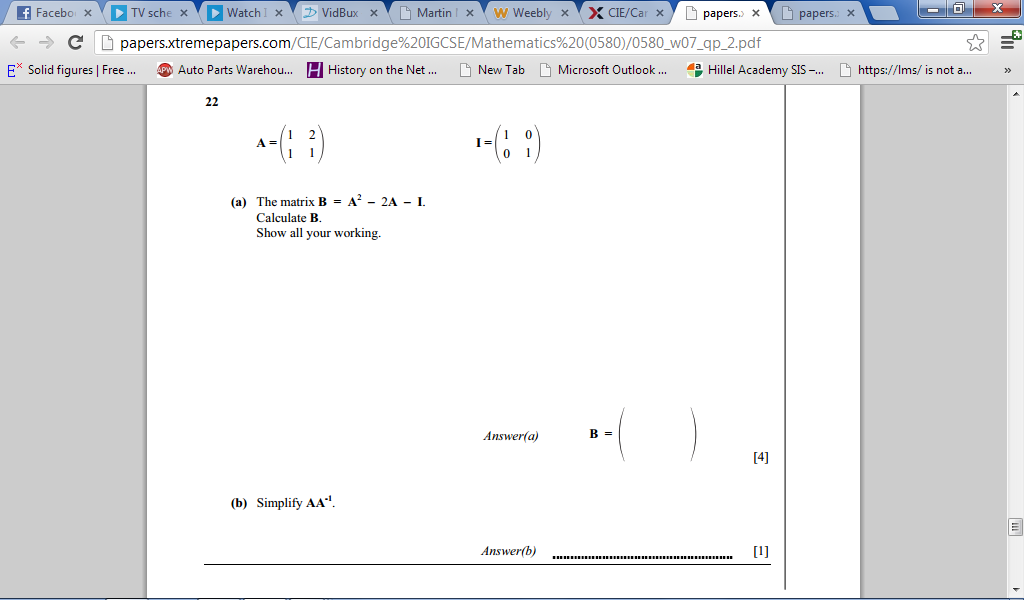 Facebo TV sche Watch VidBux Martin Weebly CIE/Car papers.x papers.
papers.xtremepapers.com/CIE/Cambridge%20IGCSE/Mathematics%20(0580)/0580_w07_qp_2.pdf
Solid figures | Free ... Auto Parts Warehou... History on the Net ... New Tab Microsoft Outlook ... Hillel Academy SIS –... https://lms/ is not a... »
22
A = (1 2
1 1)
I = (1 0
0 1)
(a) The matrix B = A² – 2A – I.
Calculate B.
Show all your working.
Answer(a) B = ( )
[4]
(b) Simplify AA⁻¹.
Answer(b) ............................................. [1]